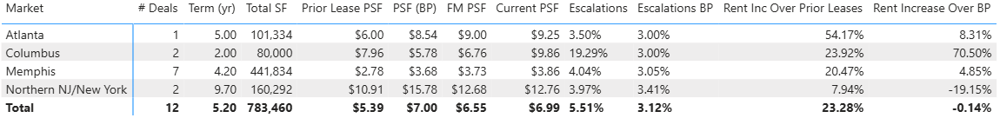 Market # Deals Term (yr) Total SF Prior Lease PSF PSF (BP) FM PSF Current PSF Escalations Escalations BP Rent Inc Over Prior Leases Rent Increase Over BP
Atlanta 1 5.00 101,334 $6.00 $8.54 $9.00 $9.25 3.50% 3.00% 54.17% 8.31%
Columbus 2 2.00 80,000 $7.96 $5.78 $6.76 $9.86 19.29% 3.00% 23.92% 70.50%
Memphis 7 4.20 441,834 $2.78 $3.68 $3.73 $3.86 4.04% 3.05% 20.47% 4.85%
Northern NJ/New York 2 9.70 160,292 $10.91 $15.78 $12.68 $12.76 3.97% 3.41% 7.94% -19.15%
Total 12 5.20 783,460 $5.39 $7.00 $6.55 $6.99 5.51% 3.12% 23.28% -0.14%